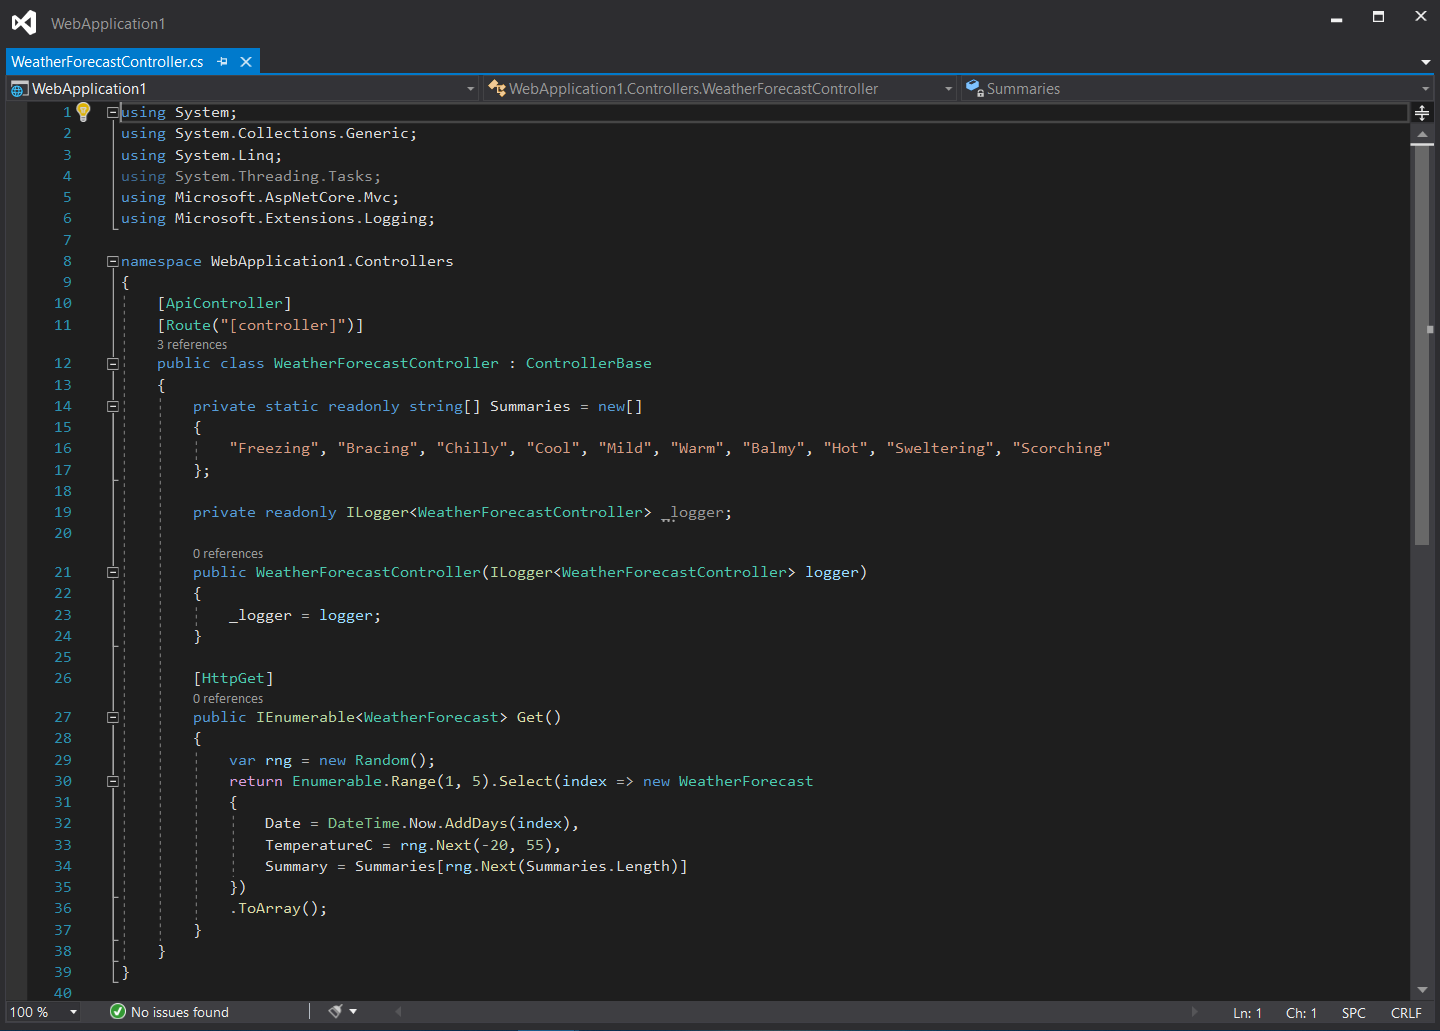 WebApplication1
WeatherForecastController.cs
WebApplication1 WebApplication1.Controllers.WeatherForecastController Summaries
1 using System;
2 using System.Collections.Generic;
3 using System.Linq;
4 using System.Threading.Tasks;
5 using Microsoft.AspNetCore.Mvc;
6 using Microsoft.Extensions.Logging;
7
8 namespace WebApplication1.Controllers
9 {
10 [ApiController]
11 [Route("[controller]")]
3 references
12 public class WeatherForecastController : ControllerBase
13 {
14 private static readonly string[] Summaries = new[]
15 {
16 "Freezing", "Bracing", "Chilly", "Cool", "Mild", "Warm", "Balmy", "Hot", "Sweltering", "Scorching"
17 };
18
19 private readonly ILogger<WeatherForecastController> _logger;
20
0 references
21 public WeatherForecastController(ILogger<WeatherForecastController> logger)
22 {
23 _logger = logger;
24 }
25
26 [HttpGet]
0 references
27 public IEnumerable<WeatherForecast> Get()
28 {
29 var rng = new Random();
30 return Enumerable.Range(1, 5).Select(index => new WeatherForecast
31 {
32 Date = DateTime.Now.AddDays(index),
33 TemperatureC = rng.Next(-20, 55),
34 Summary = Summaries[rng.Next(Summaries.Length)]
35 })
36 .ToArray();
37 }
38 }
39 }
40
100 % No issues found Ln: 1 Ch: 1 SPC CRLF